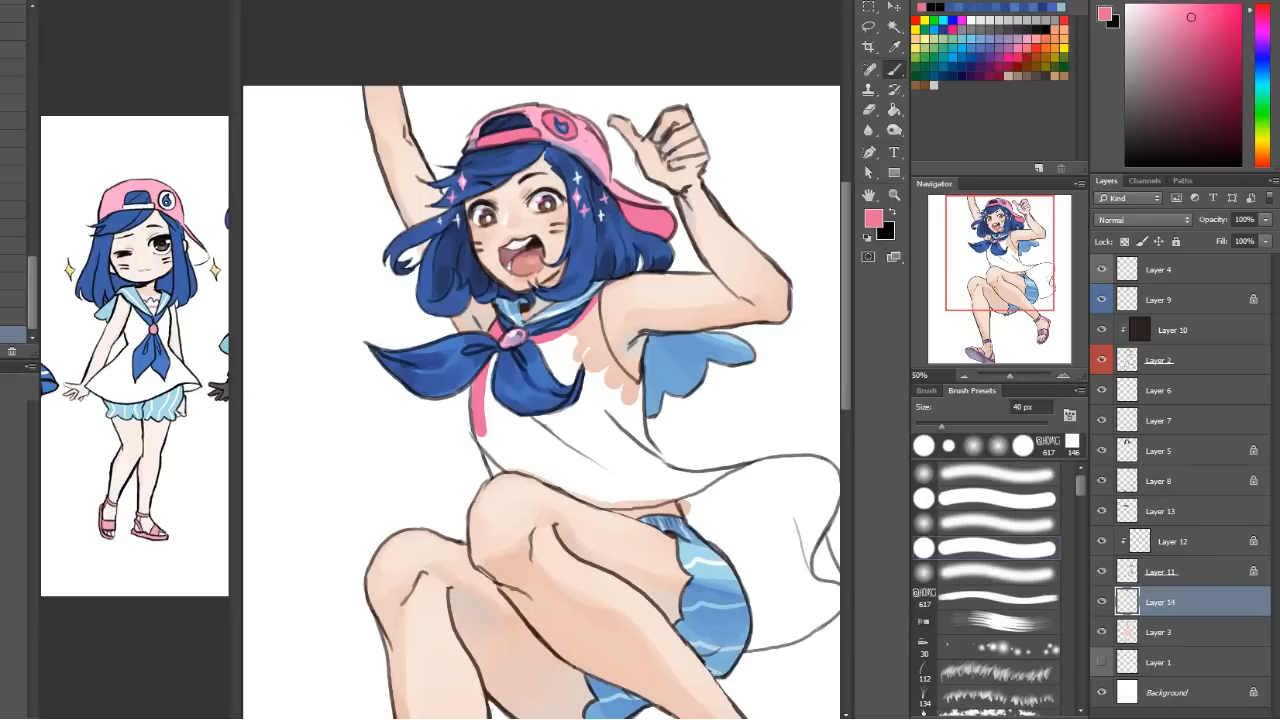 Navigator
50%
Brush
Brush Presets
Size:
40 px
@HDMCi
617
146
@HDMCi
617
30
112
134
Layers
Channels
Paths
Kind
Normal
Opacity:
100%
Lock:
Fill:
100%
Layer 4
Layer 9
Layer 10
Layer 2
Layer 6
Layer 7
Layer 5
Layer 8
Layer 13
Layer 12
Layer 11
Layer 14
Layer 3
Layer 1
Background